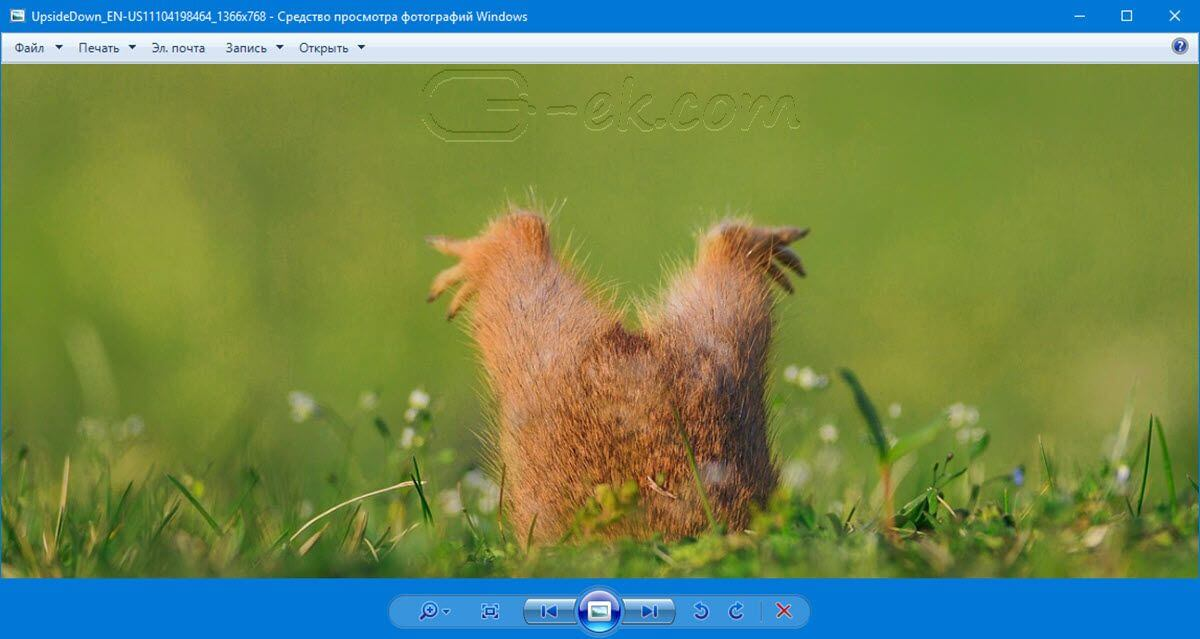 UpsideDown_EN-US11104198464_1366x768 - Средство просмотра фотографий Windows
Файл Печать Эл. почта Запись Открыть
G-ek.com